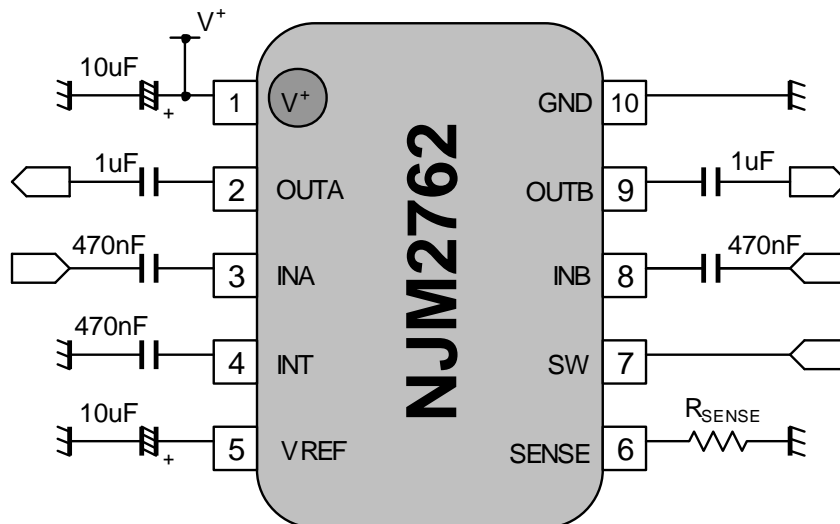 V+
10uF
+
1
V+
GND
10
1uF
2
OUTA
OUTB
9
1uF
470nF
3
INA
INB
8
470nF
470nF
4
INT
SW
7
10uF
+
5
VREF
SENSE
6
RSENSE
NJM2762